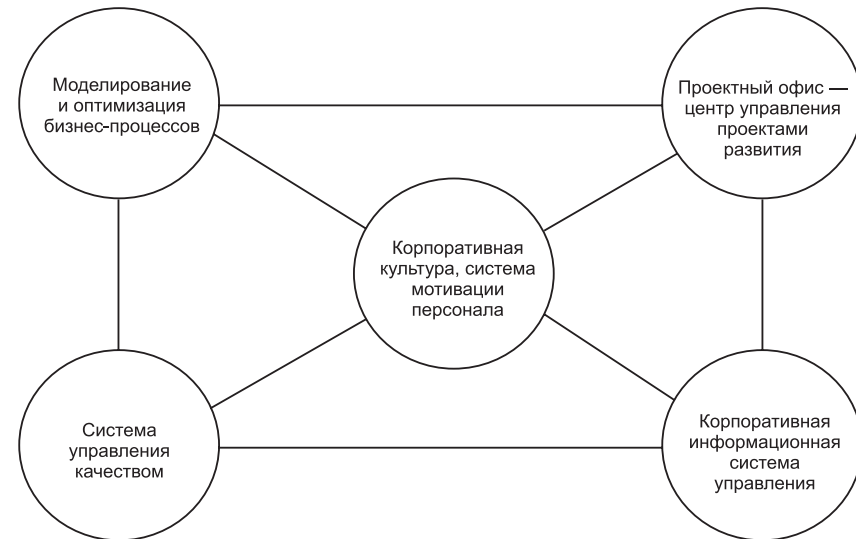 Моделирование
и оптимизация
бизнес-процессов
Проектный офис —
центр управления
проектами
развития
Корпоративная
культура, система
мотивации
персонала
Система
управления
качеством
Корпоративная
информационная
система
управления